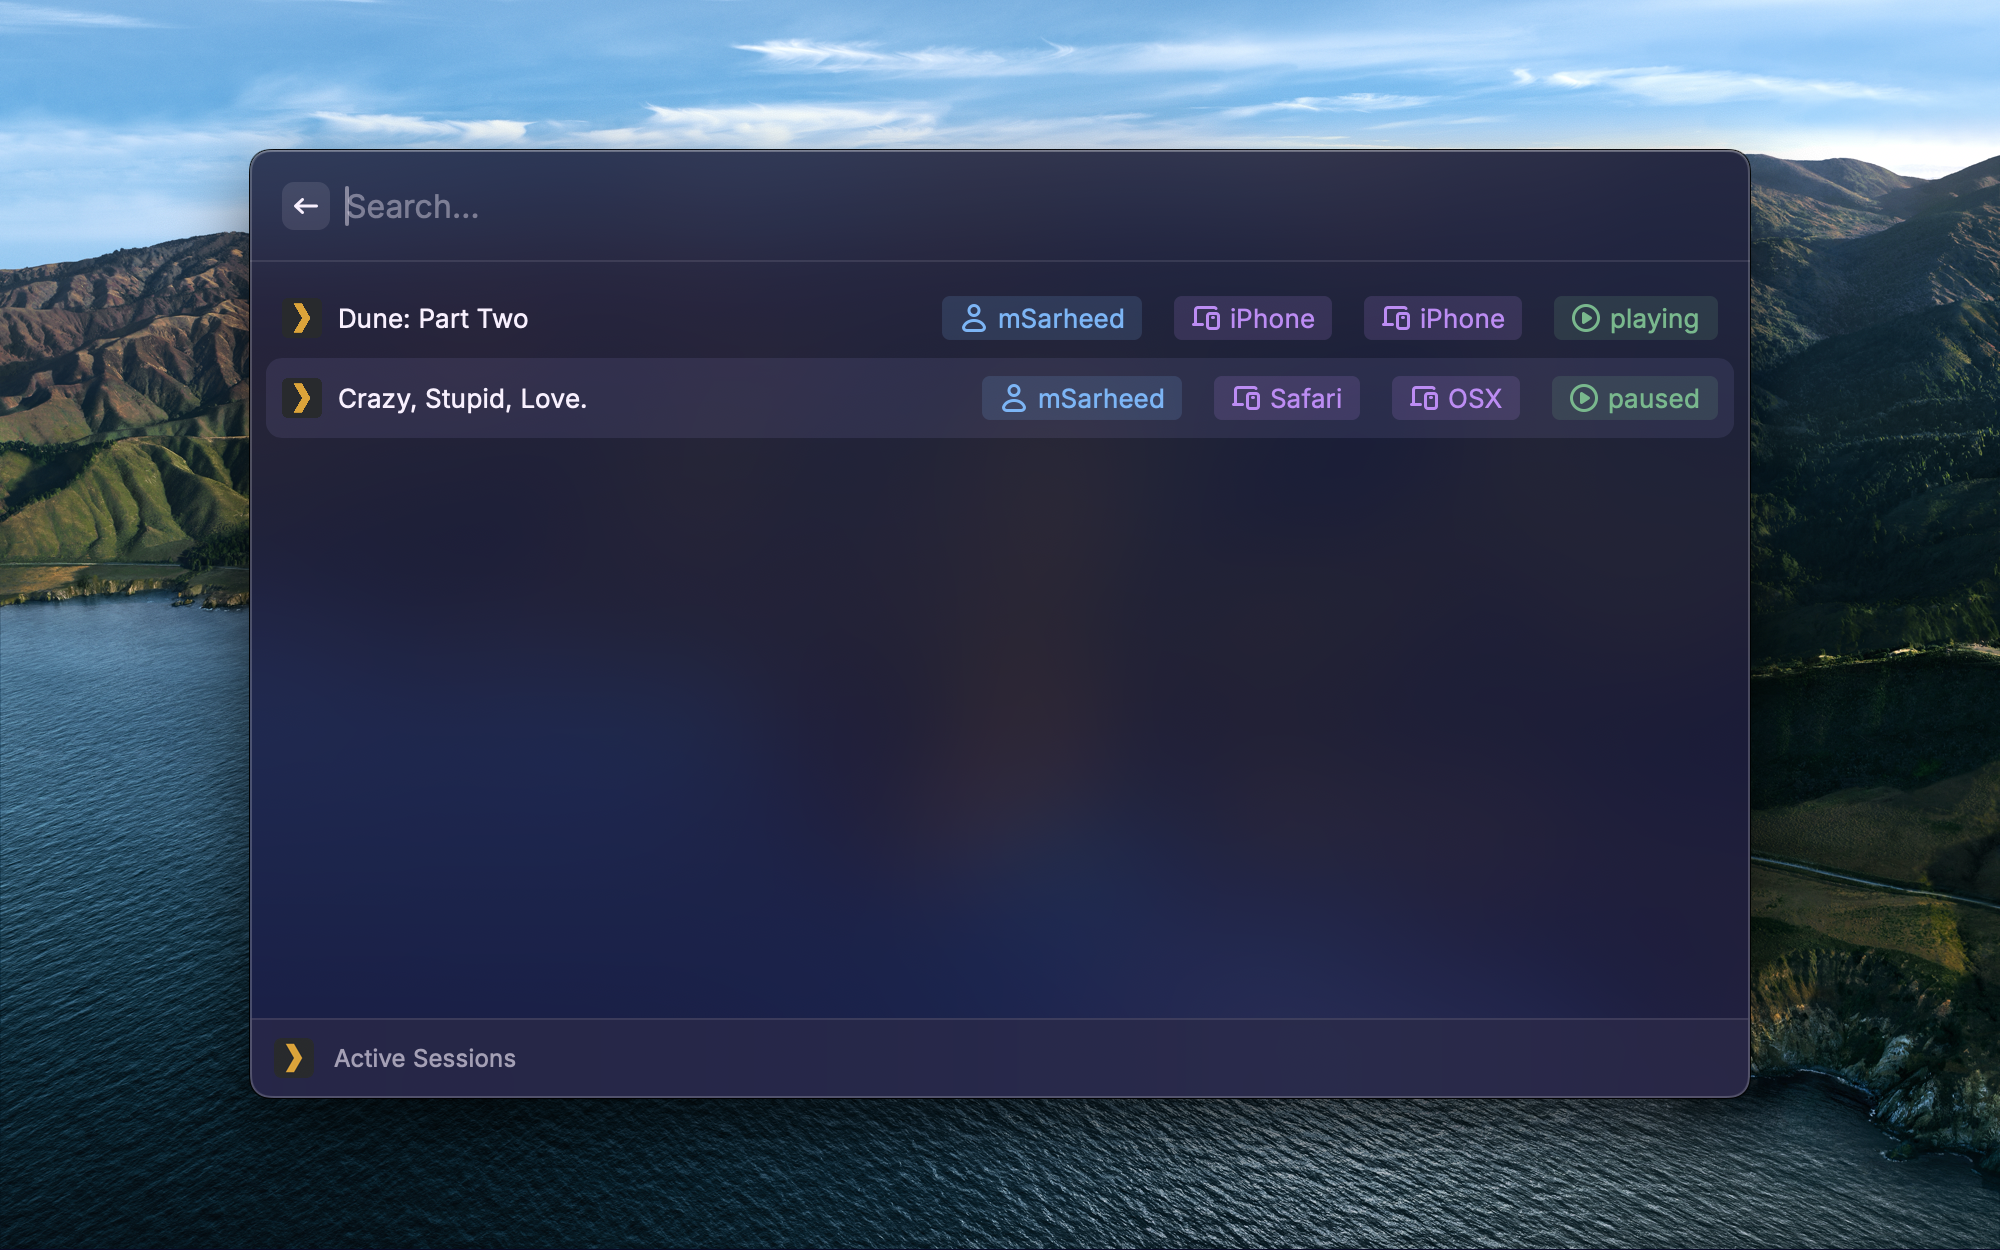 Search...
Dune: Part Two mSarheed iPhone iPhone playing
Crazy, Stupid, Love. mSarheed Safari OSX paused
Active Sessions